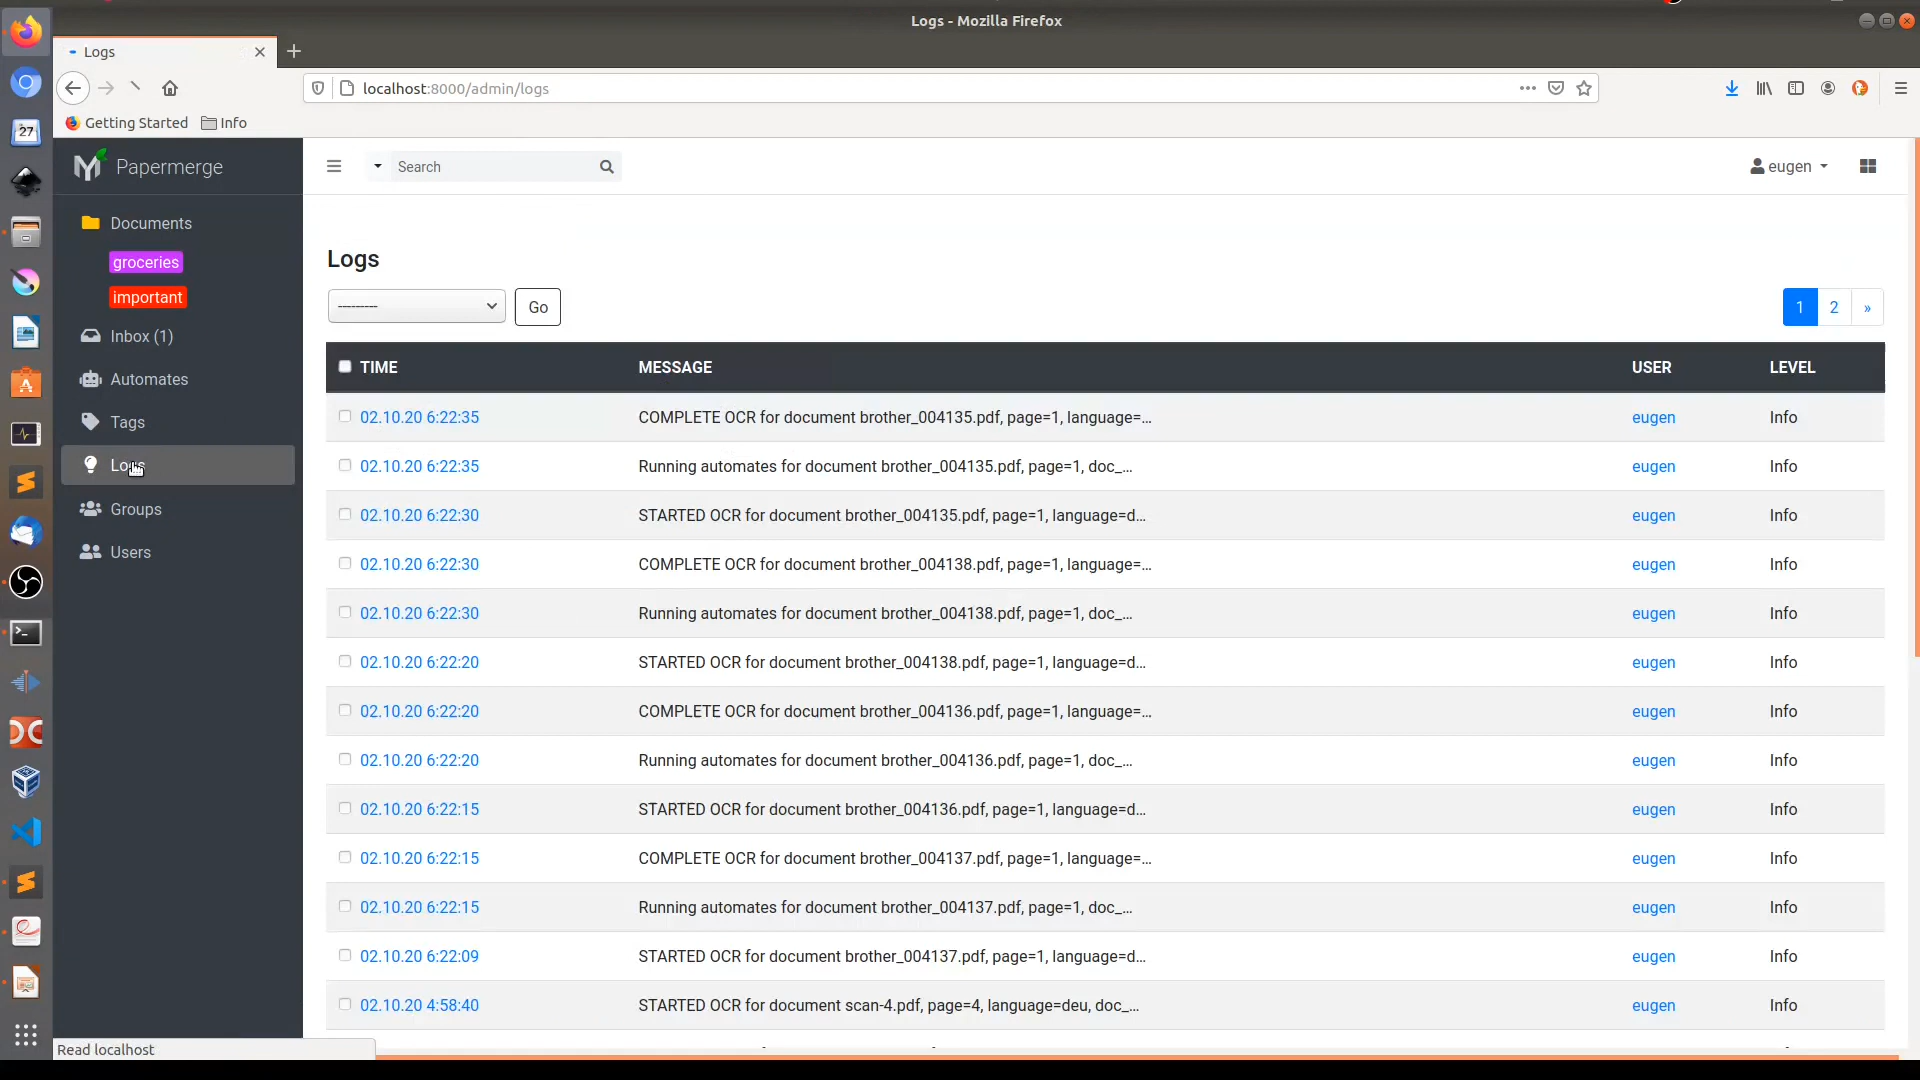 Logs - Mozilla Firefox
Logs
localhost:8000/admin/logs
Getting Started Info
Papermerge
Search
eugen
Documents
groceries
important
Inbox (1)
Automates
Tags
Logs
Groups
Users
Logs
---------
Go
1 2 »
TIME MESSAGE USER LEVEL
02.10.20 6:22:35 COMPLETE OCR for document brother_004135.pdf, page=1, language=… eugen Info
02.10.20 6:22:35 Running automates for document brother_004135.pdf, page=1, doc_… eugen Info
02.10.20 6:22:30 STARTED OCR for document brother_004135.pdf, page=1, language=d… eugen Info
02.10.20 6:22:30 COMPLETE OCR for document brother_004138.pdf, page=1, language=… eugen Info
02.10.20 6:22:30 Running automates for document brother_004138.pdf, page=1, doc_… eugen Info
02.10.20 6:22:20 STARTED OCR for document brother_004138.pdf, page=1, language=d… eugen Info
02.10.20 6:22:20 COMPLETE OCR for document brother_004136.pdf, page=1, language=… eugen Info
02.10.20 6:22:20 Running automates for document brother_004136.pdf, page=1, doc_… eugen Info
02.10.20 6:22:15 STARTED OCR for document brother_004136.pdf, page=1, language=d… eugen Info
02.10.20 6:22:15 COMPLETE OCR for document brother_004137.pdf, page=1, language=… eugen Info
02.10.20 6:22:15 Running automates for document brother_004137.pdf, page=1, doc_… eugen Info
02.10.20 6:22:09 STARTED OCR for document brother_004137.pdf, page=1, language=d… eugen Info
02.10.20 4:58:40 STARTED OCR for document scan-4.pdf, page=4, language=deu, doc_… eugen Info
Read localhost
27